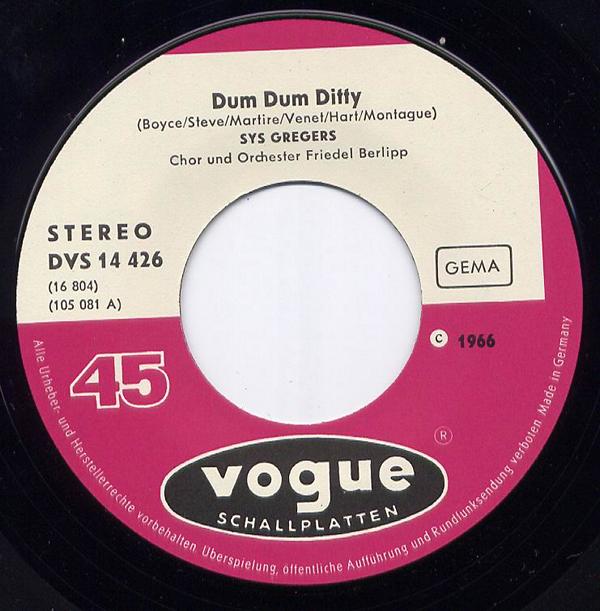 Dum Dum Ditty
(Boyce/Steve/Martire/Venet/Hart/Montague)
SYS GREGERS
Chor und Orchester Friedel Berlipp
STEREO
DVS 14 426
(16 804)
(105 081 A)
GEMA
45
© 1966
®
vogue
SCHALLPLATTEN
Alle Urheber- und Herstellerrechte vorbehalten. Überspielung, öffentliche Aufführung und Rundfunksendung verboten Made in Germany